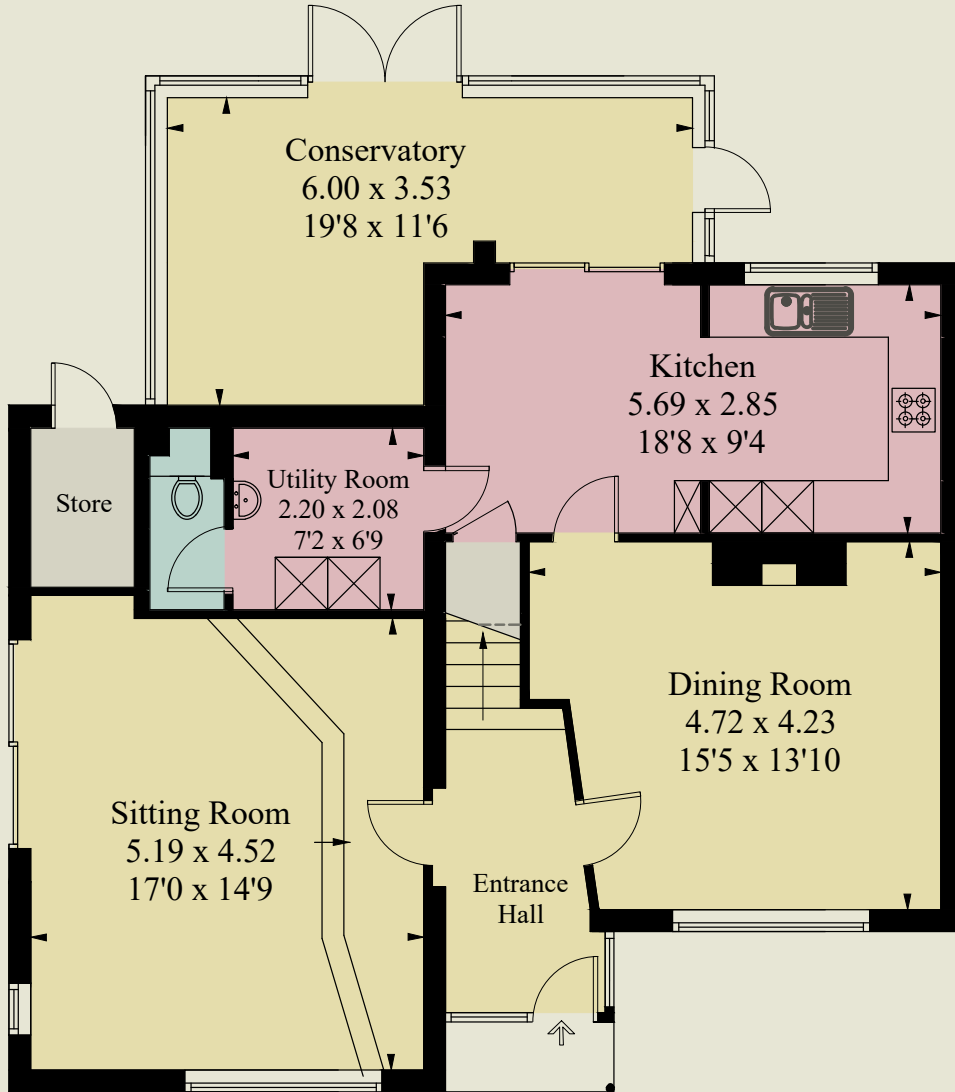 Conservatory
6.00 x 3.53
19'8 x 11'6
Kitchen
5.69 x 2.85
18'8 x 9'4
Utility Room
2.20 x 2.08
7'2 x 6'9
Store
Dining Room
4.72 x 4.23
15'5 x 13'10
Sitting Room
5.19 x 4.52
17'0 x 14'9
Entrance
Hall